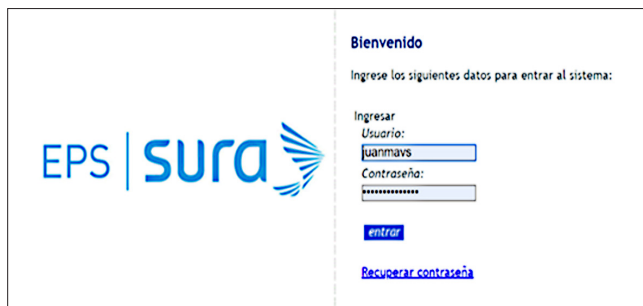 EPS | sura
Bienvenido
Ingrese los siguientes datos para entrar al sistema:
Ingresar
Usuario:
juanmavs
Contraseña:
••••••••••••••
entrar
Recuperar contraseña